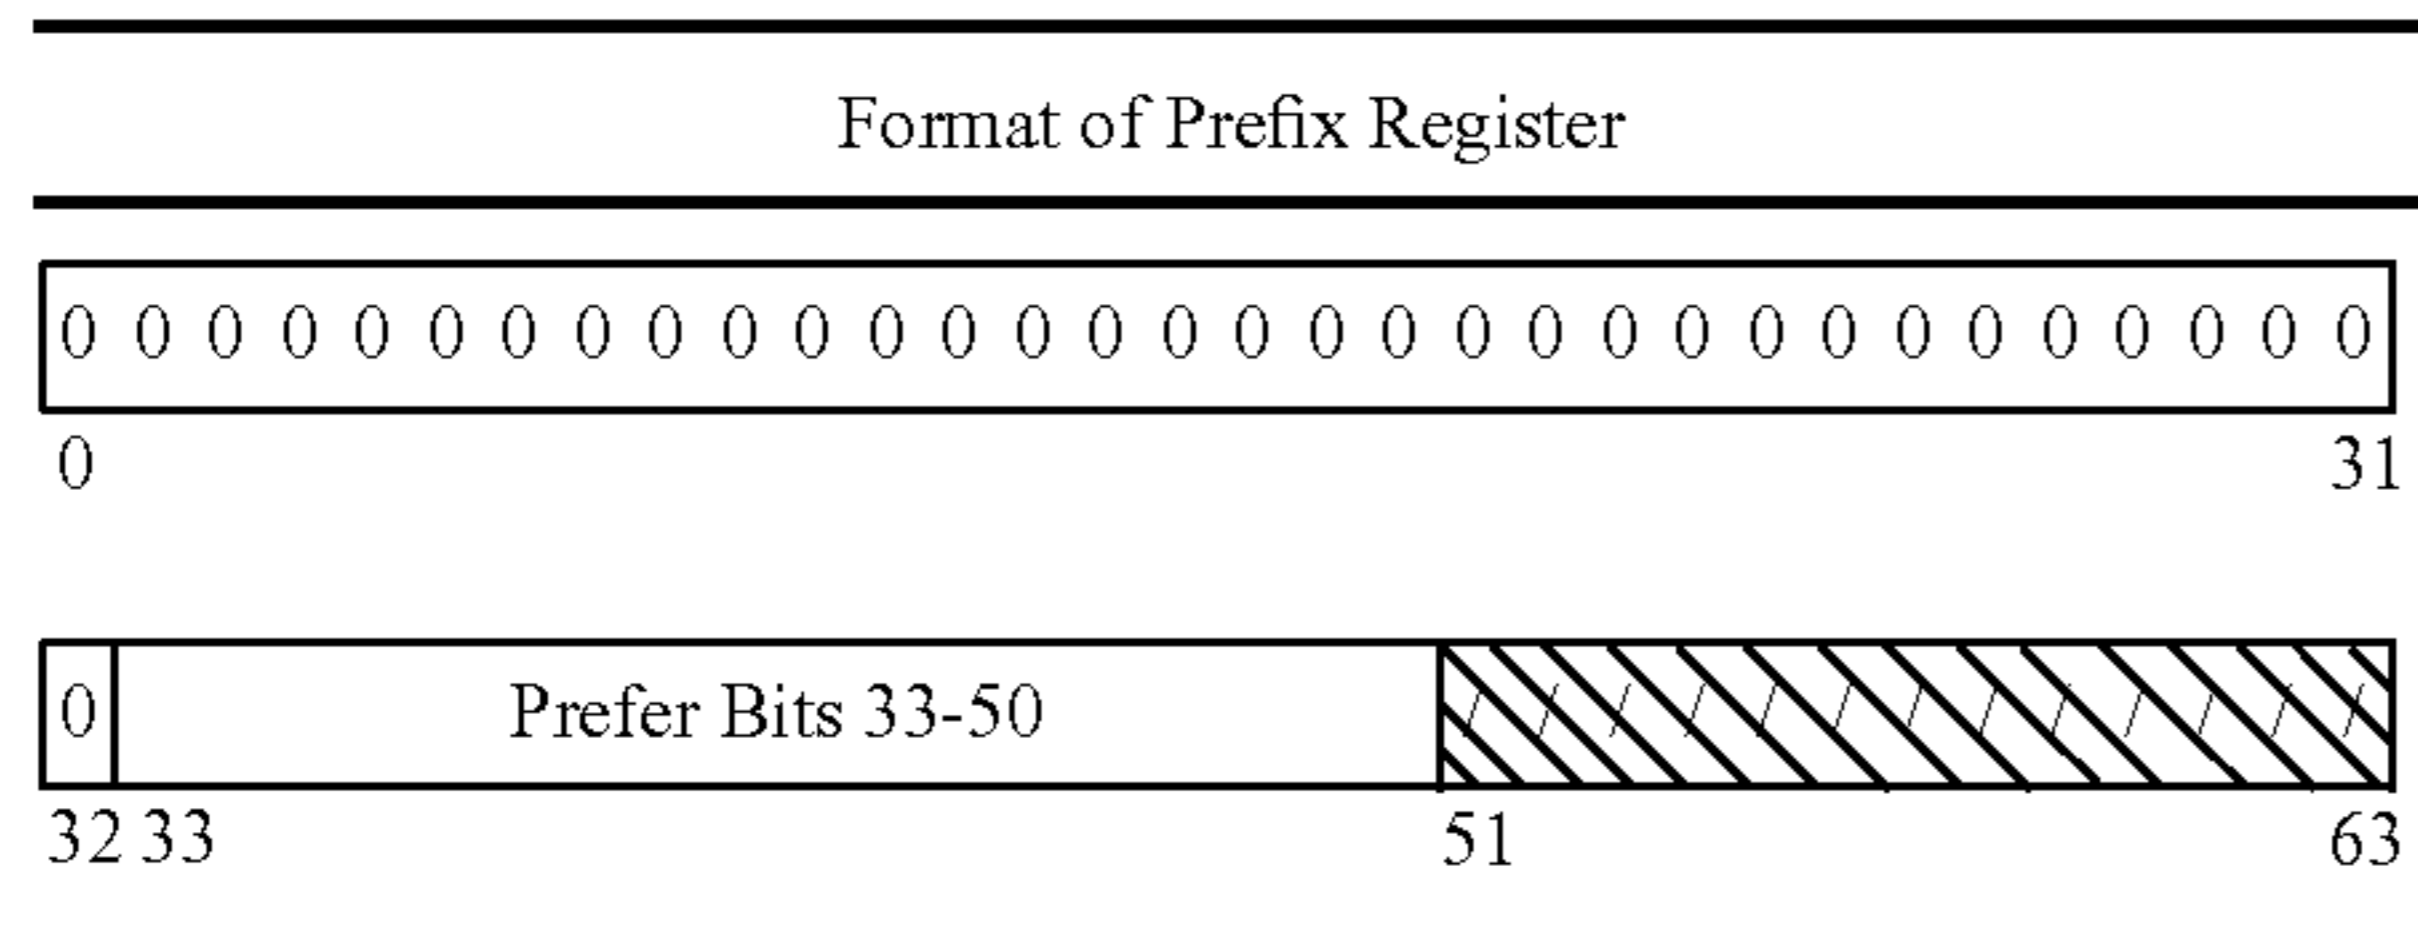 Format of Prefix Register
0 0 0 0 0 0 0 0 0 0 0 0 0 0 0 0 0 0 0 0 0 0 0 0 0 0 0 0 0 0 0 0
0 31
0 Prefer Bits 33-50 / / / / / / / / / / / / /
32 33 51 63